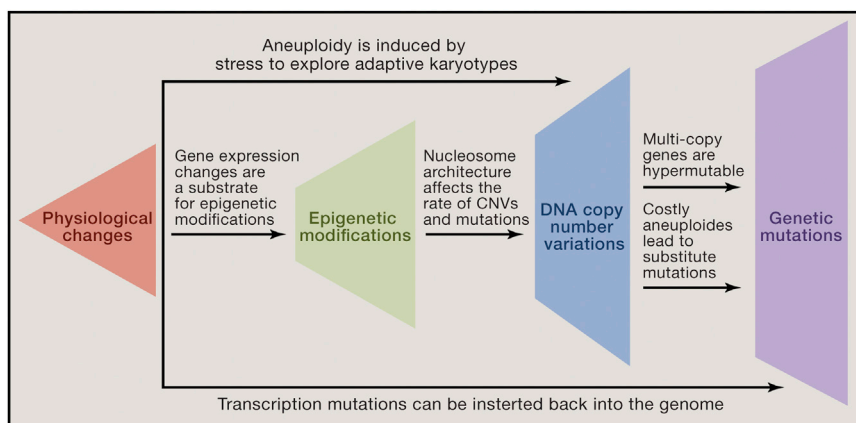 Aneuploidy is induced by
stress to explore adaptive karyotypes
Physiological
changes
Gene expression
changes are
a substrate
for epigenetic
modifications
Epigenetic
modifications
Nucleosome
architecture
affects the
rate of CNVs
and mutations
DNA copy
number
variations
Multi-copy
genes are
hypermutable
Costly
aneuploides
lead to
substitute
mutations
Genetic
mutations
Transcription mutations can be insterted back into the genome